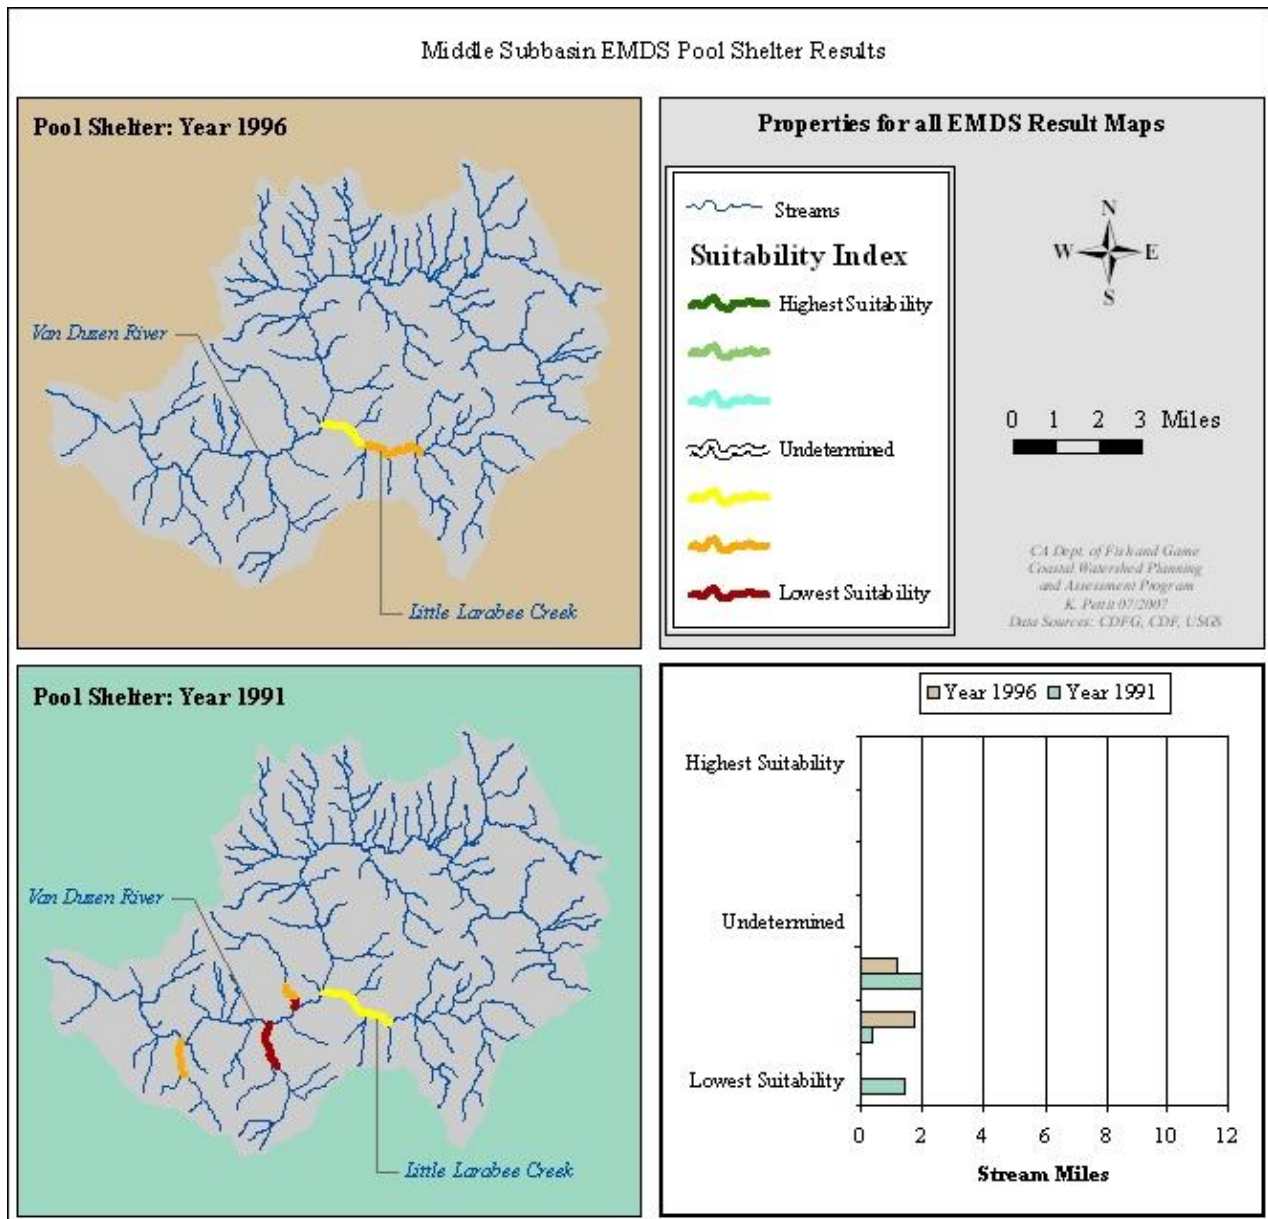 Middle Subbasin EMDS Pool Shelter Results
Pool Shelter: Year 1996
Van Duzen River
Little Larabee Creek
Properties for all EMDS Result Maps
Streams
Suitability Index
Highest Suitability
Undetermined
Lowest Suitability
N
W E
S
0 1 2 3 Miles
CA Dept. of Fish and Game
Coastal Watershed Planning
and Assessment Program
K. Pettit 07/2007
Data Sources: CDFG, CDF, USGS
Pool Shelter: Year 1991
Van Duzen River
Little Larabee Creek
Year 1996 Year 1991
Highest Suitability
Undetermined
Lowest Suitability
0 2 4 6 8 10 12
Stream Miles